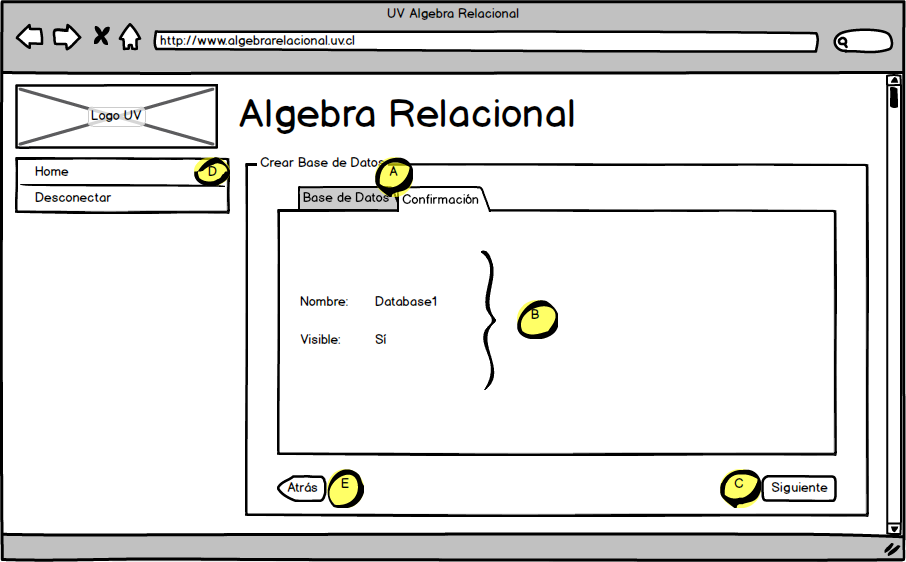 UV Algebra Relacional
http://www.algebrarelacional.uv.cl
Logo UV
Algebra Relacional
Home
D
Desconectar
Crear Base de Datos
A
Base de Datos
Confirmación
Nombre: Database1
B
Visible: Sí
Atrás
E
C
Siguiente